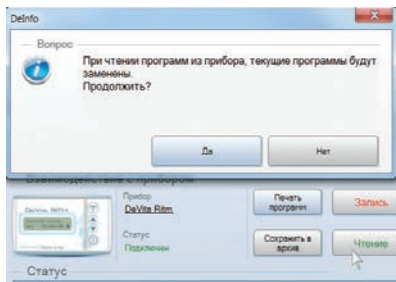 DeInfo
Вопрос
При чтении программ из прибора, текущие программы будут
заменены.
Продолжить?
Да
Нет
Взаимодействие с прибором
Прибор
DeVita Ritm
Печать
программ
Запись
Статус
Подключен
Сохранить в
архив
Чтение
Статус